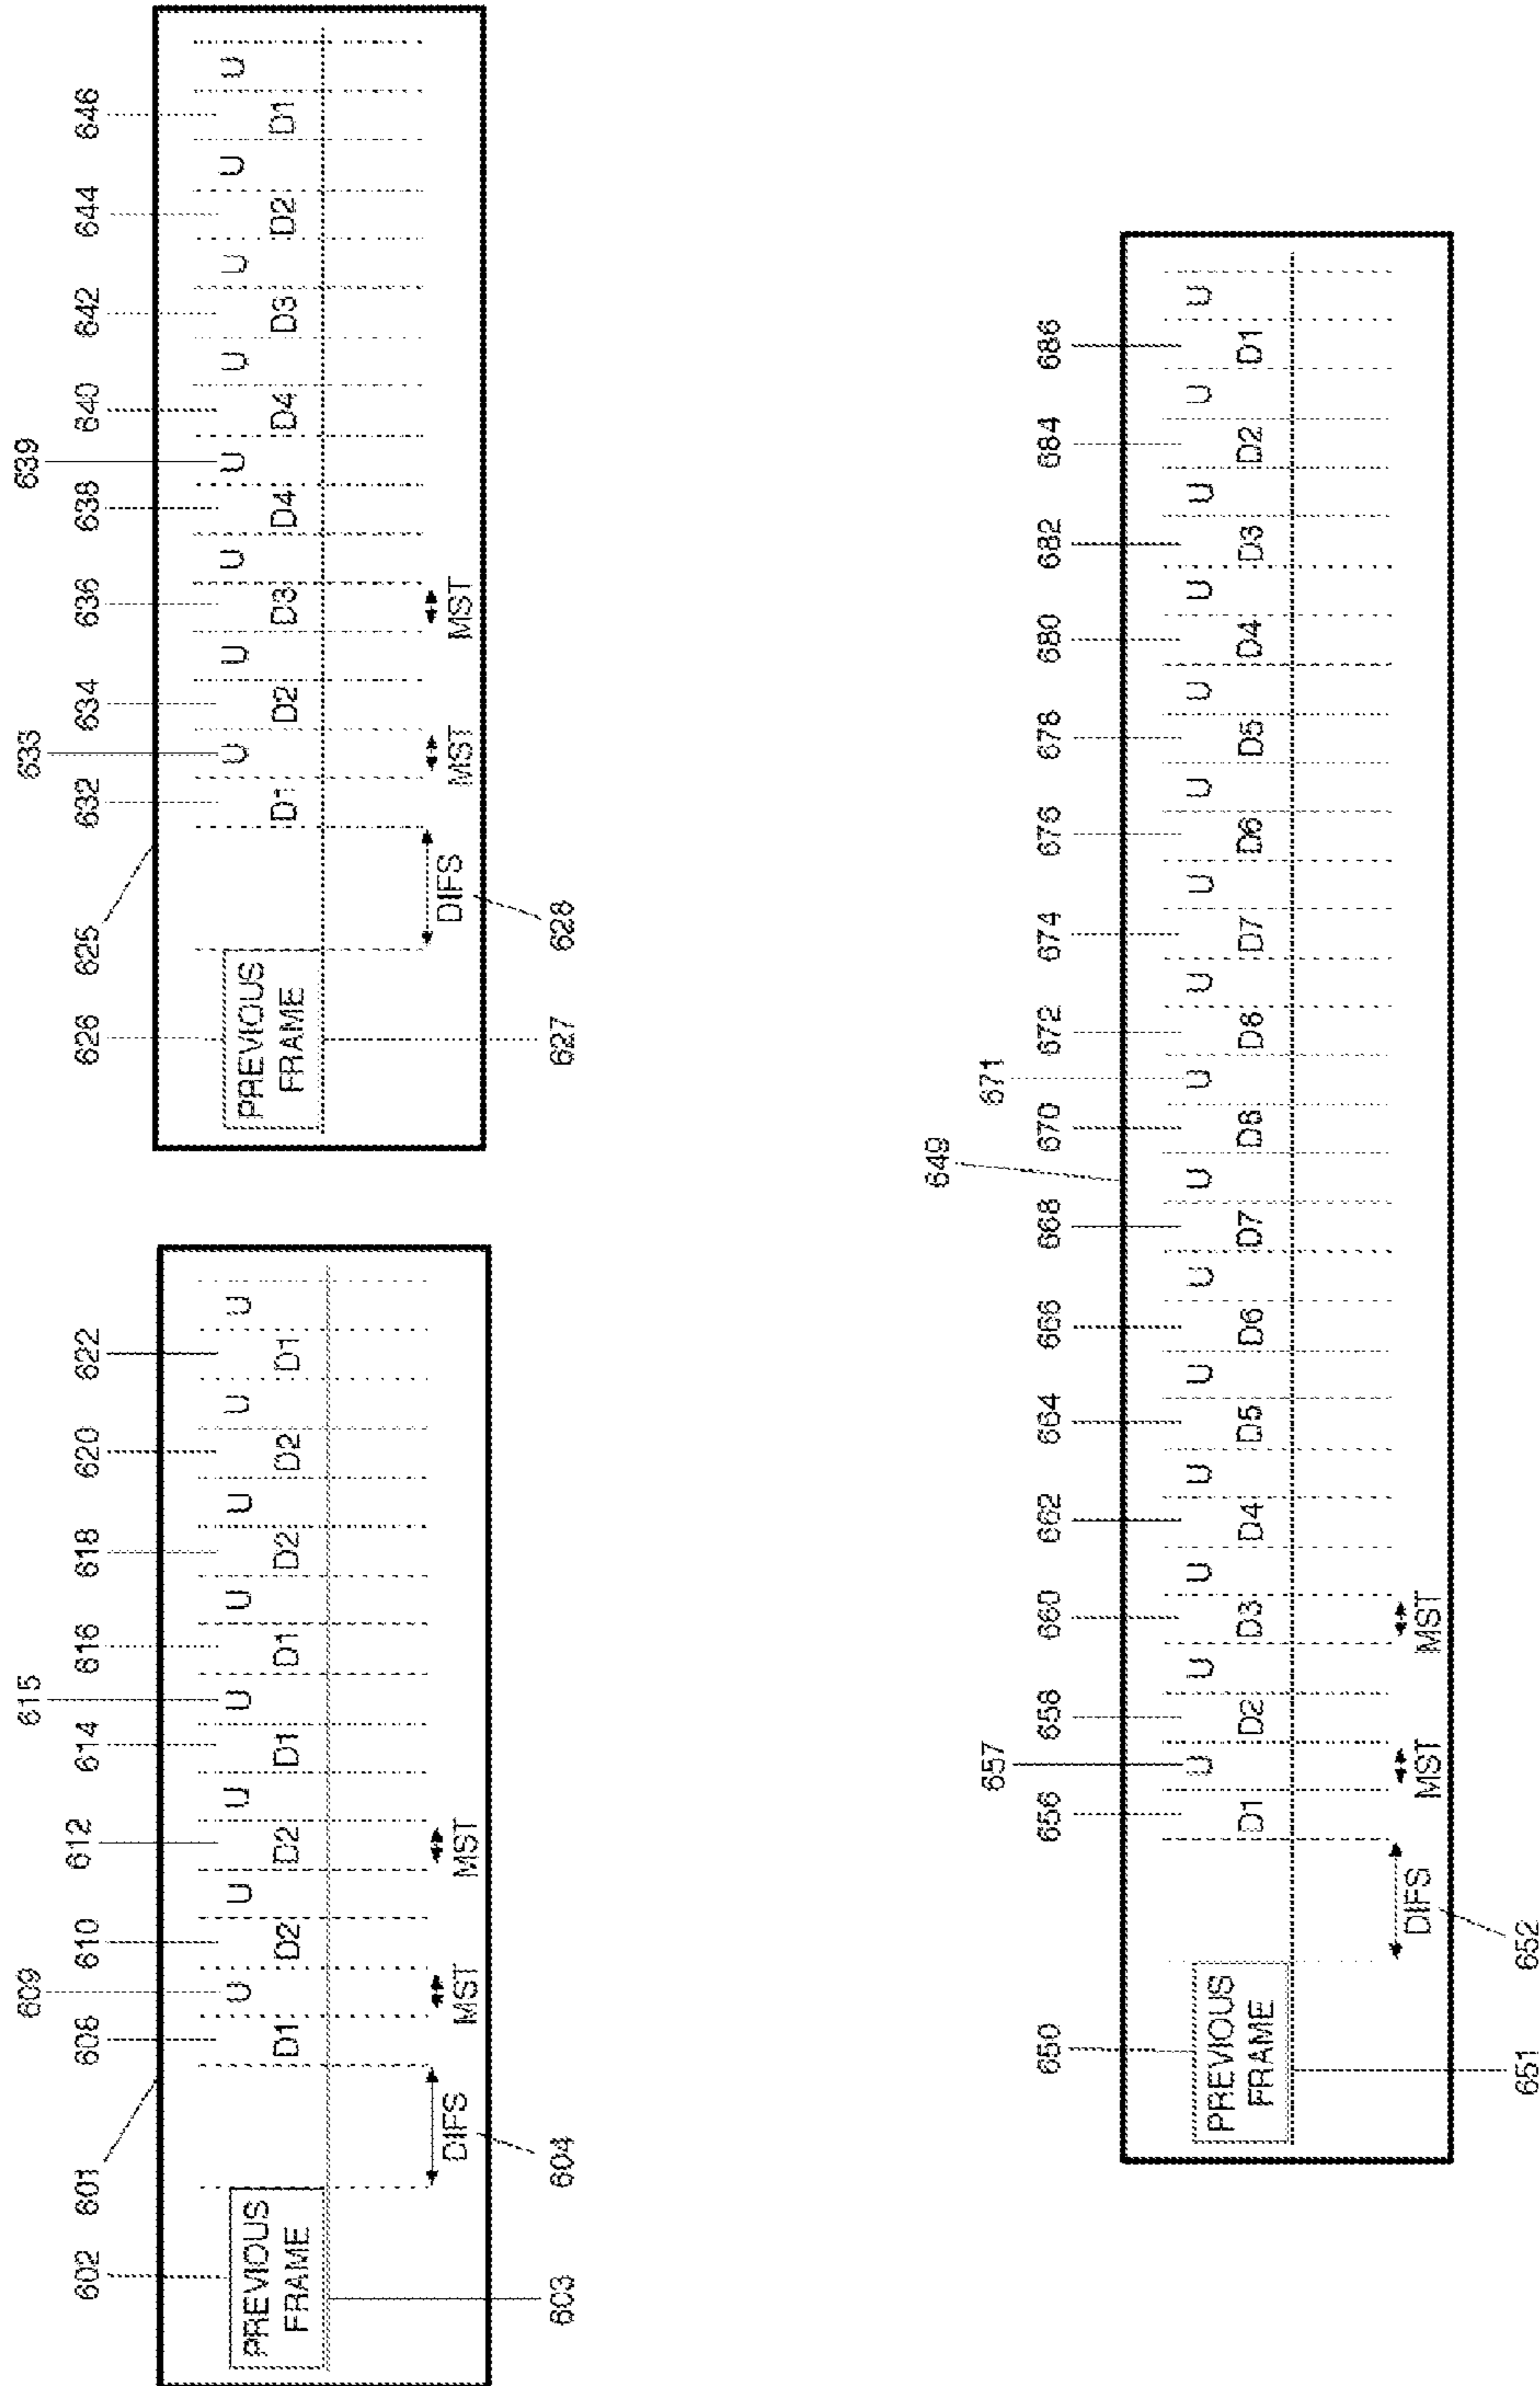 609 615
602 601 608 610 612 614 616 618 620 622
PREVIOUS
FRAME
U U U U U U U U
D1 D2 D2 D1 D1 D2 D2 D1
DIFS MST MST
603 604
633 639
626 625 632 634 636 638 640 642 644 646
PREVIOUS
FRAME
U U U U U U U U
D1 D2 D3 D4 D4 D3 D2 D1
DIFS MST MST
627 628
649
657 671
650 656 658 660 662 664 666 668 670 672 674 676 678 680 682 684 686
PREVIOUS
FRAME
U U U U U U U U U U U U U U U U
D1 D2 D3 D4 D5 D6 D7 D8 D8 D7 D6 D5 D4 D3 D2 D1
DIFS MST MST
651 652